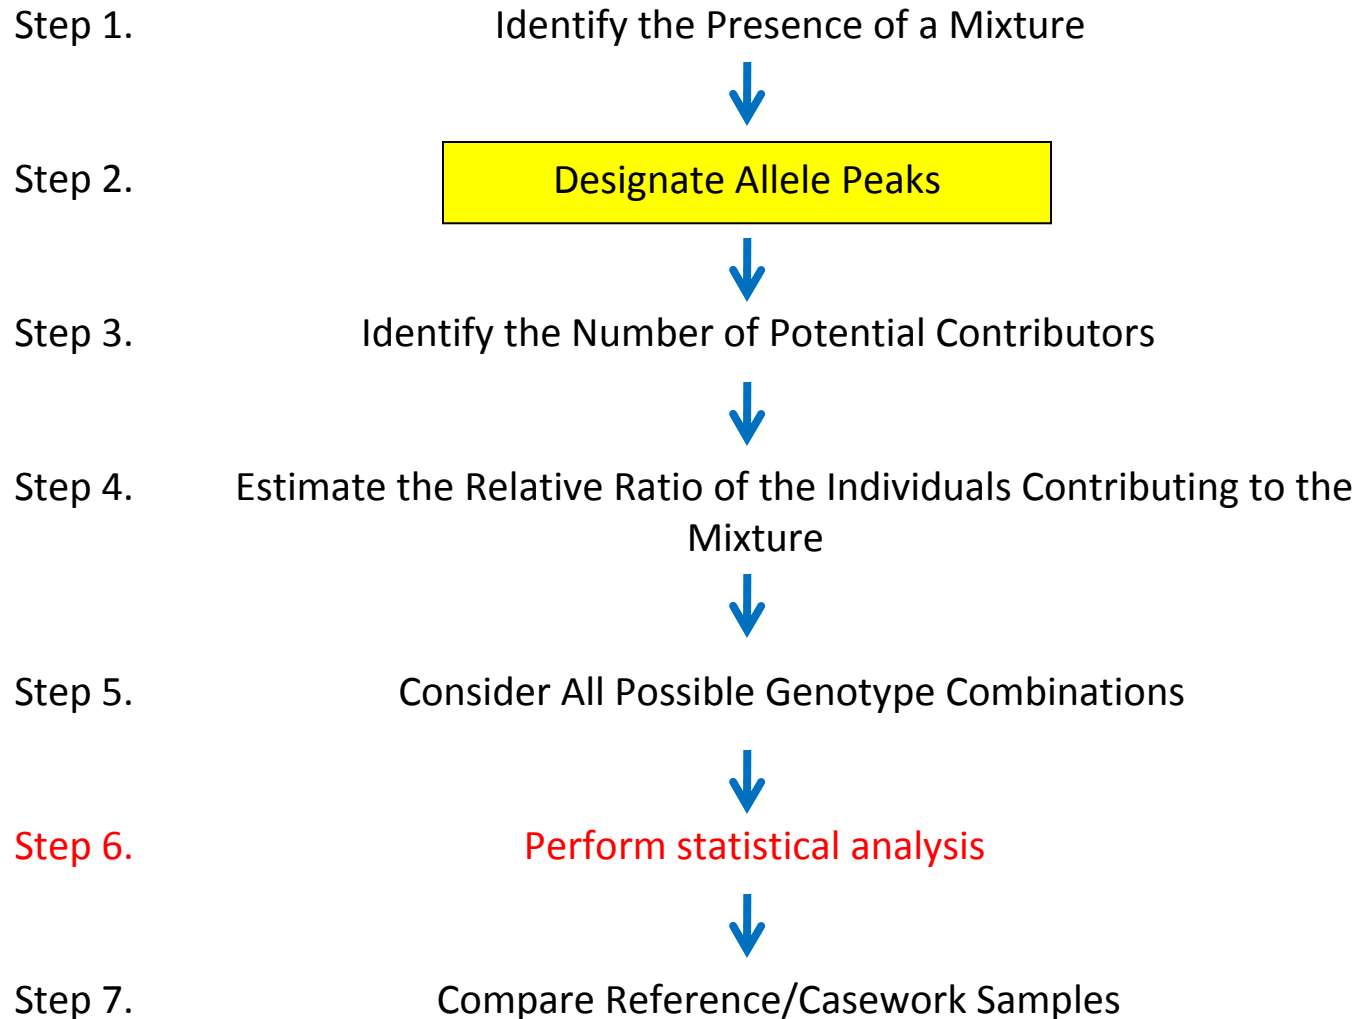 Step 1. Identify the Presence of a Mixture
Step 2. Designate Allele Peaks
Step 3. Identify the Number of Potential Contributors
Step 4. Estimate the Relative Ratio of the Individuals Contributing to the
Mixture
Step 5. Consider All Possible Genotype Combinations
Step 6. Perform statistical analysis
Step 7. Compare Reference/Casework Samples